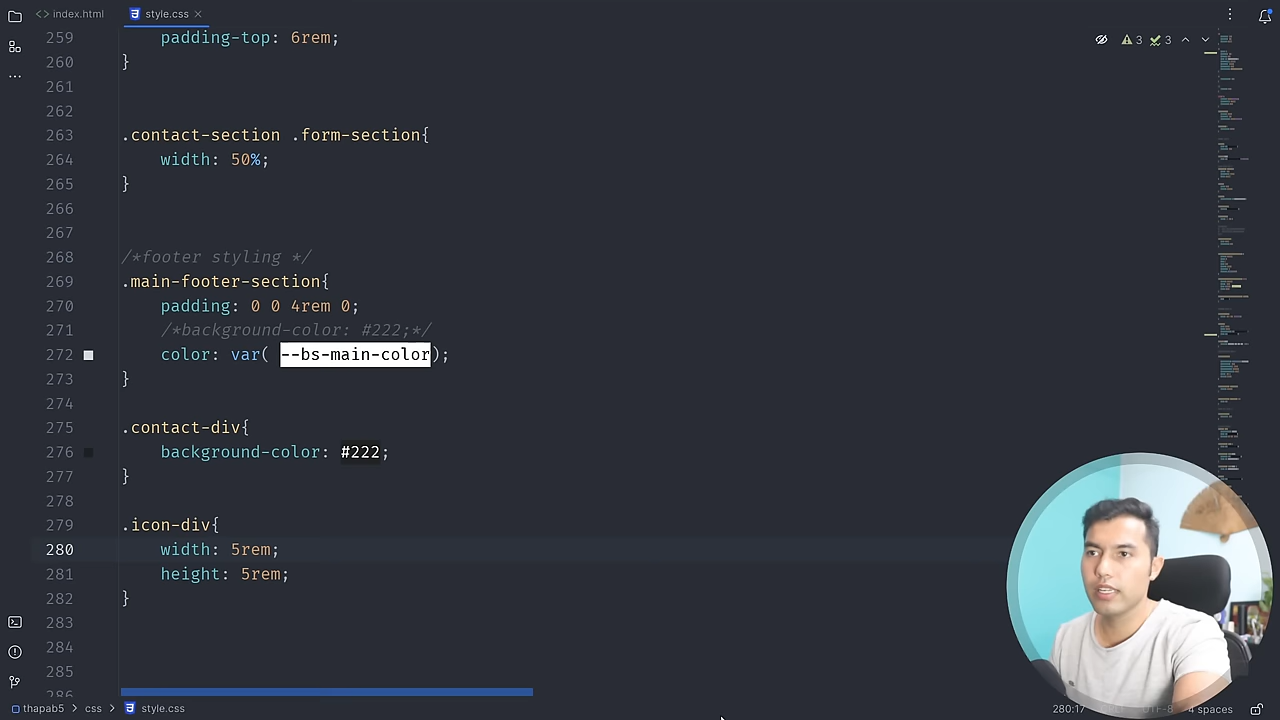 index.html
style.css
259 padding-top: 6rem;
260 }
261
262
263 .contact-section .form-section{
264 width: 50%;
265 }
266
267
268 /*footer styling */
269 .main-footer-section{
270 padding: 0 0 4rem 0;
271 /*background-color: #222;*/
272 color: var( --bs-main-color);
273 }
274
275 .contact-div{
276 background-color: #222;
277 }
278
279 .icon-div{
280 width: 5rem;
281 height: 5rem;
282 }
283
284
285
286
3 3
thapab5 > css > style.css
280:17 UTF-8 4 spaces